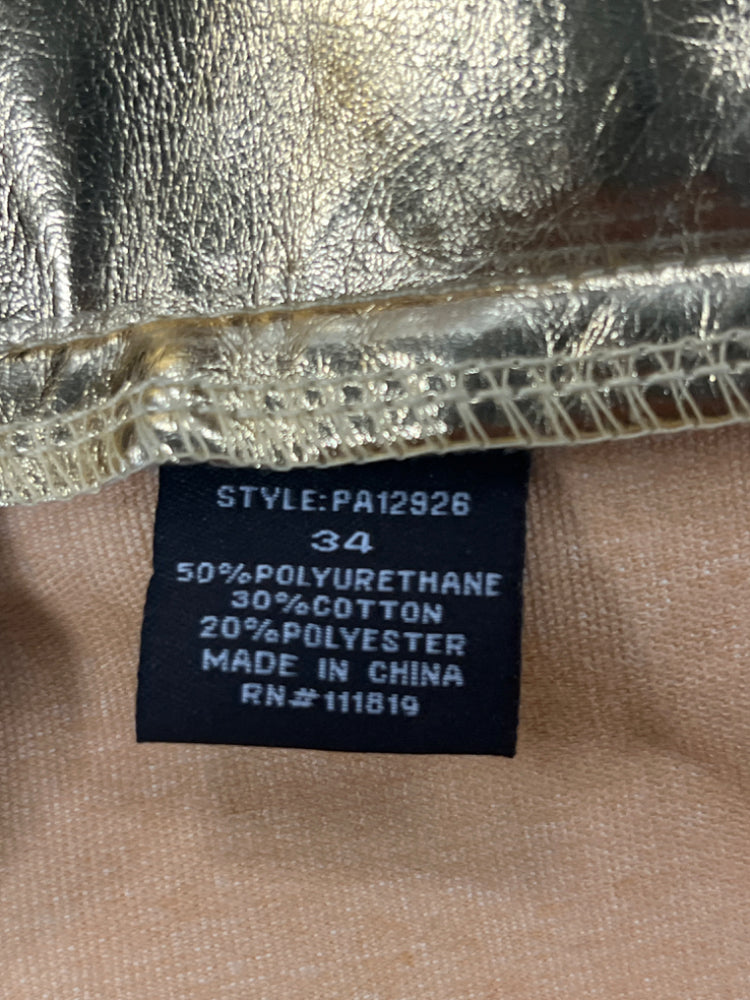 STYLE:PA12926
34
50%POLYURETHANE
30%COTTON
20%POLYESTER
MADE IN CHINA
RN#111819